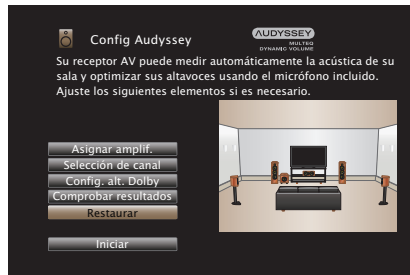 Config Audyssey
AUDYSSEY
MULTEQ
DYNAMIC VOLUME
Su receptor AV puede medir automáticamente la acústica de su
sala y optimizar sus altavoces usando el micrófono incluido.
Ajuste los siguientes elementos si es necesario.
Asignar amplif.
Selección de canal
Config. alt. Dolby
Comprobar resultados
Restaurar
Iniciar